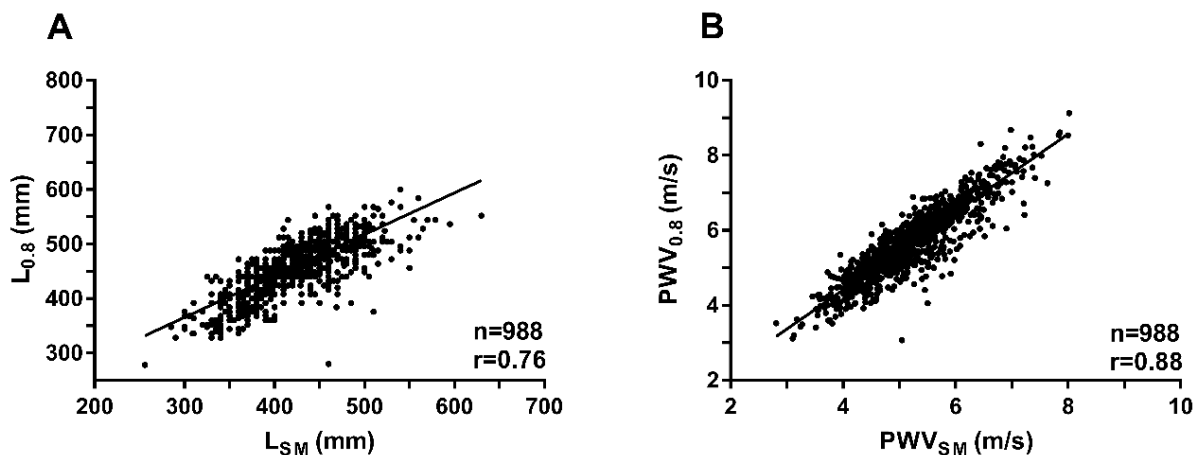 A
800
700
600
500
400
300
L0.8 (mm)
n=988
r=0.76
200 300 400 500 600 700
LSM (mm)
B
10
8
6
4
2
PWV0.8 (m/s)
n=988
r=0.88
2 4 6 8 10
PWVSM (m/s)